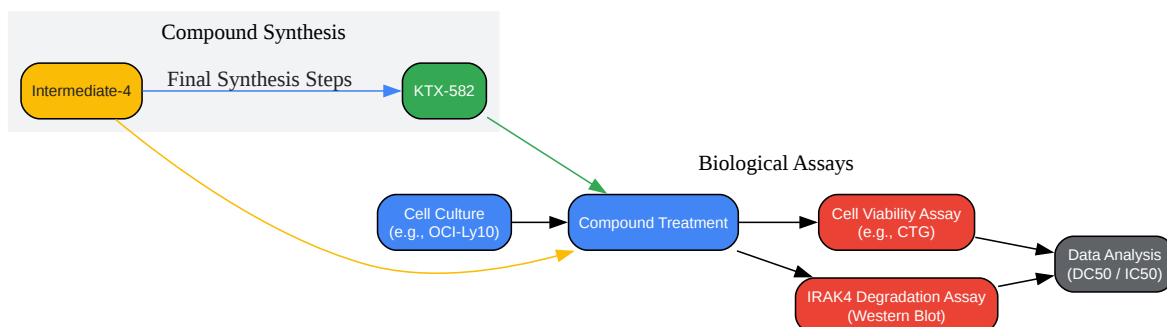 Compound Synthesis
Intermediate-4
Final Synthesis Steps
KTX-582
Biological Assays
Cell Culture
(e.g., OCI-Ly10)
Compound Treatment
Cell Viability Assay
(e.g., CTG)
IRAK4 Degradation Assay
(Western Blot)
Data Analysis
(DC50 / IC50)